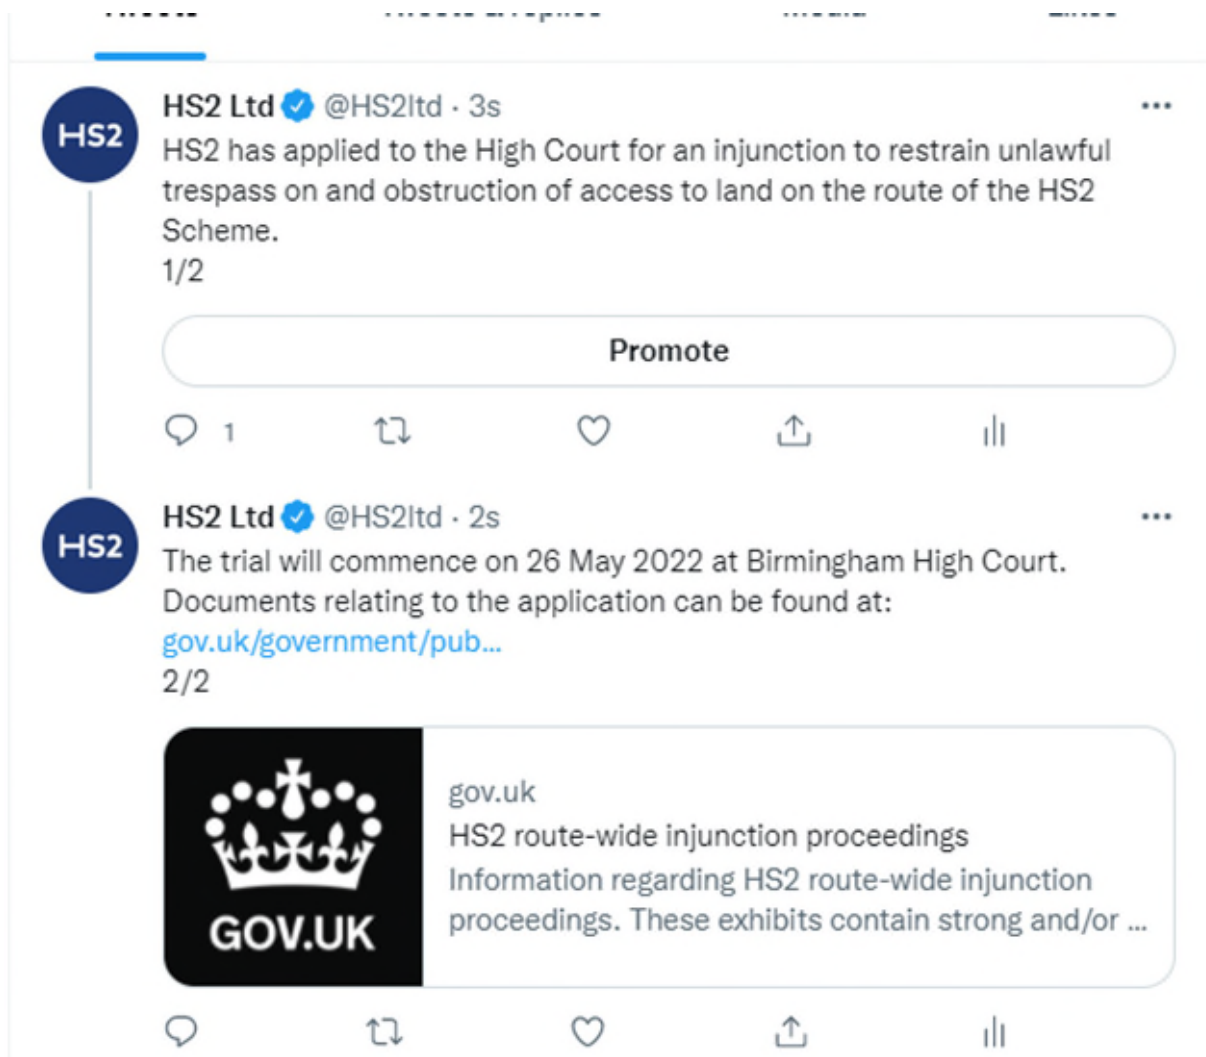 HS2
HS2 Ltd @HS2ltd · 3s
HS2 has applied to the High Court for an injunction to restrain unlawful
trespass on and obstruction of access to land on the route of the HS2
Scheme.
1/2
Promote
1
HS2
HS2 Ltd @HS2ltd · 2s
The trial will commence on 26 May 2022 at Birmingham High Court.
Documents relating to the application can be found at:
gov.uk/government/pub...
2/2
GOV.UK
gov.uk
HS2 route-wide injunction proceedings
Information regarding HS2 route-wide injunction
proceedings. These exhibits contain strong and/or ...